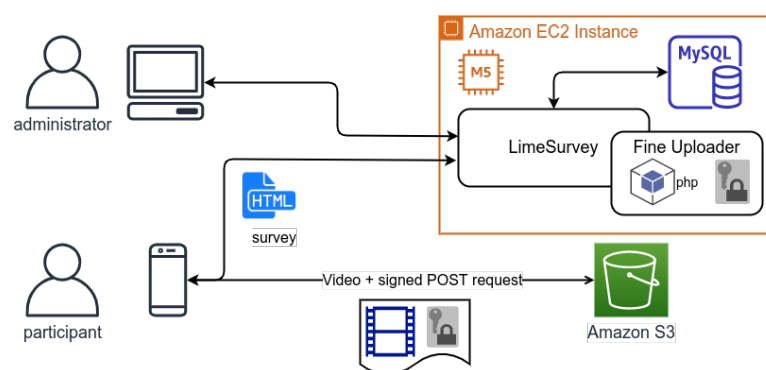 Amazon EC2 Instance
M5
MySQL
administrator
LimeSurvey
Fine Uploader
php
HTML
survey
Video + signed POST request
participant
Amazon S3